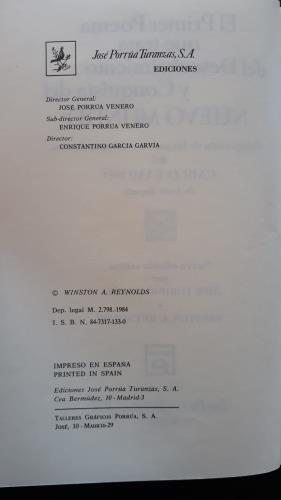 José Porrúa Turanzas, S.A.
EDICIONES
Director General:
JOSE PORRUA VENERO
Sub-director General:
ENRIQUE PORRUA VENERO
Director:
CONSTANTINO GARCIA GARVIA
© WINSTON A. REYNOLDS
Dep. legal M. 2.798.-1984
I. S. B. N. 84-7317-133-0
IMPRESO EN ESPAÑA
PRINTED IN SPAIN
Ediciones José Porrúa Turanzas, S. A.
Cea Bermúdez, 10 - Madrid-3
TALLERES GRÁFICOS PORRÚA, S. A.
JOSÉ, 10 - MADRID-29